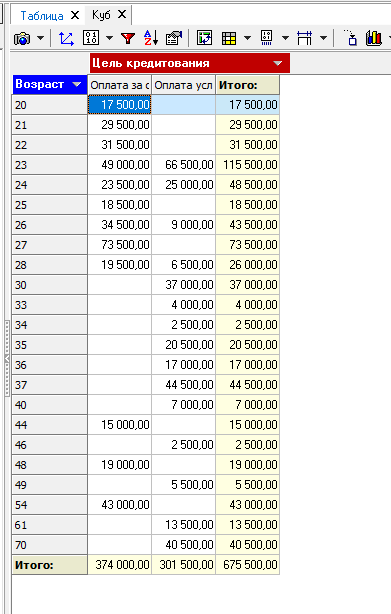 Таблица X Куб X
Цель кредитования
Возраст Оплата за с Оплата усл Итого:
20 17 500,00 17 500,00
21 29 500,00 29 500,00
22 31 500,00 31 500,00
23 49 000,00 66 500,00 115 500,00
24 23 500,00 25 000,00 48 500,00
25 18 500,00 18 500,00
26 34 500,00 9 000,00 43 500,00
27 73 500,00 73 500,00
28 19 500,00 6 500,00 26 000,00
30 37 000,00 37 000,00
33 4 000,00 4 000,00
34 2 500,00 2 500,00
35 20 500,00 20 500,00
36 17 000,00 17 000,00
37 44 500,00 44 500,00
40 7 000,00 7 000,00
44 15 000,00 15 000,00
46 2 500,00 2 500,00
48 19 000,00 19 000,00
49 5 500,00 5 500,00
54 43 000,00 43 000,00
61 13 500,00 13 500,00
70 40 500,00 40 500,00
Итого: 374 000,00 301 500,00 675 500,00